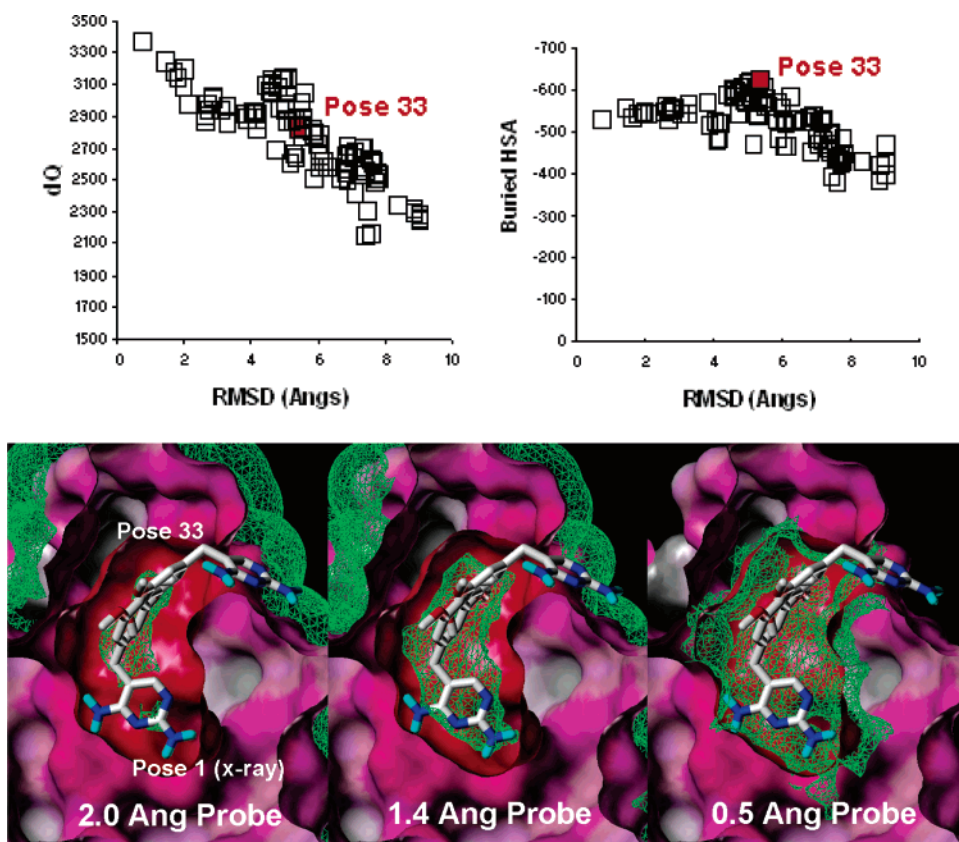 3500
3300
3100
2900
2700
2500
2300
2100
1900
1700
1500
dQ
0 2 4 6 8 10
RMSD (Angs)
Pose 33
-700
-600
-500
-400
-300
-200
-100
0
Buried HSA
0 2 4 6 8 10
RMSD (Angs)
Pose 33
Pose 33
Pose 1 (x-ray)
2.0 Ang Probe
1.4 Ang Probe
0.5 Ang Probe